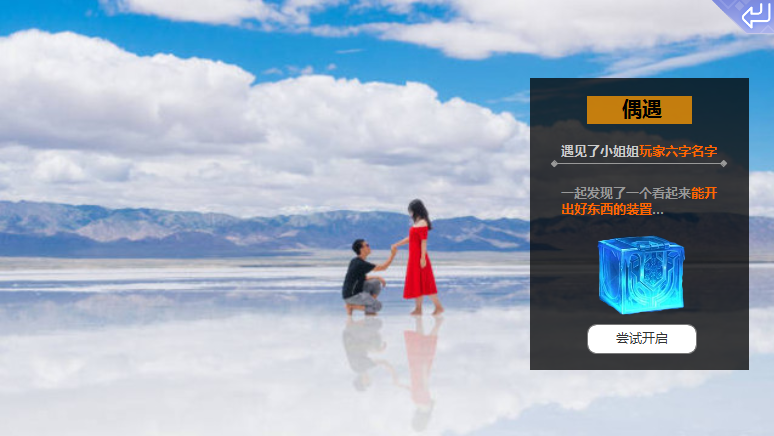 偶遇
遇见了小姐姐玩家六字名字
一起发现了一个看起来能开
出好东西的装置...
尝试开启